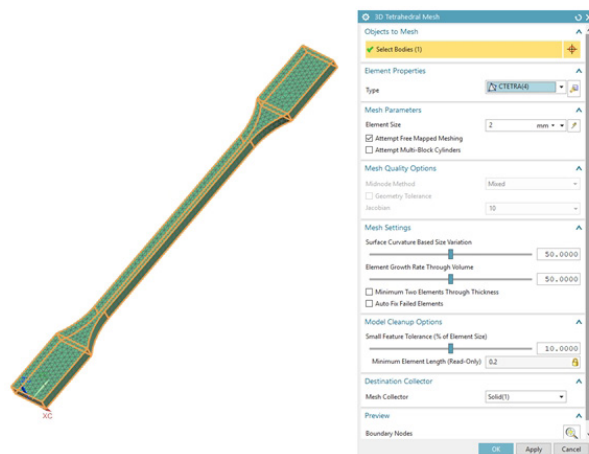 3D Tetrahedral Mesh
Objects to Mesh
Select Bodies (1)
Element Properties
Type CTETRA(4)
Mesh Parameters
Element Size 2 mm
Attempt Free Mapped Meshing
Attempt Multi-Block Cylinders
Mesh Quality Options
Midnode Method Mixed
Geometry Tolerance
Jacobian 10
Mesh Settings
Surface Curvature Based Size Variation
50.0000
Element Growth Rate Through Volume
50.0000
Minimum Two Elements Through Thickness
Auto Fix Failed Elements
Model Cleanup Options
Small Feature Tolerance (% of Element Size)
10.0000
Minimum Element Length (Read-Only) 0.2
Destination Collector
Mesh Collector Solid(1)
Preview
Boundary Nodes
OK Apply Cancel
XC